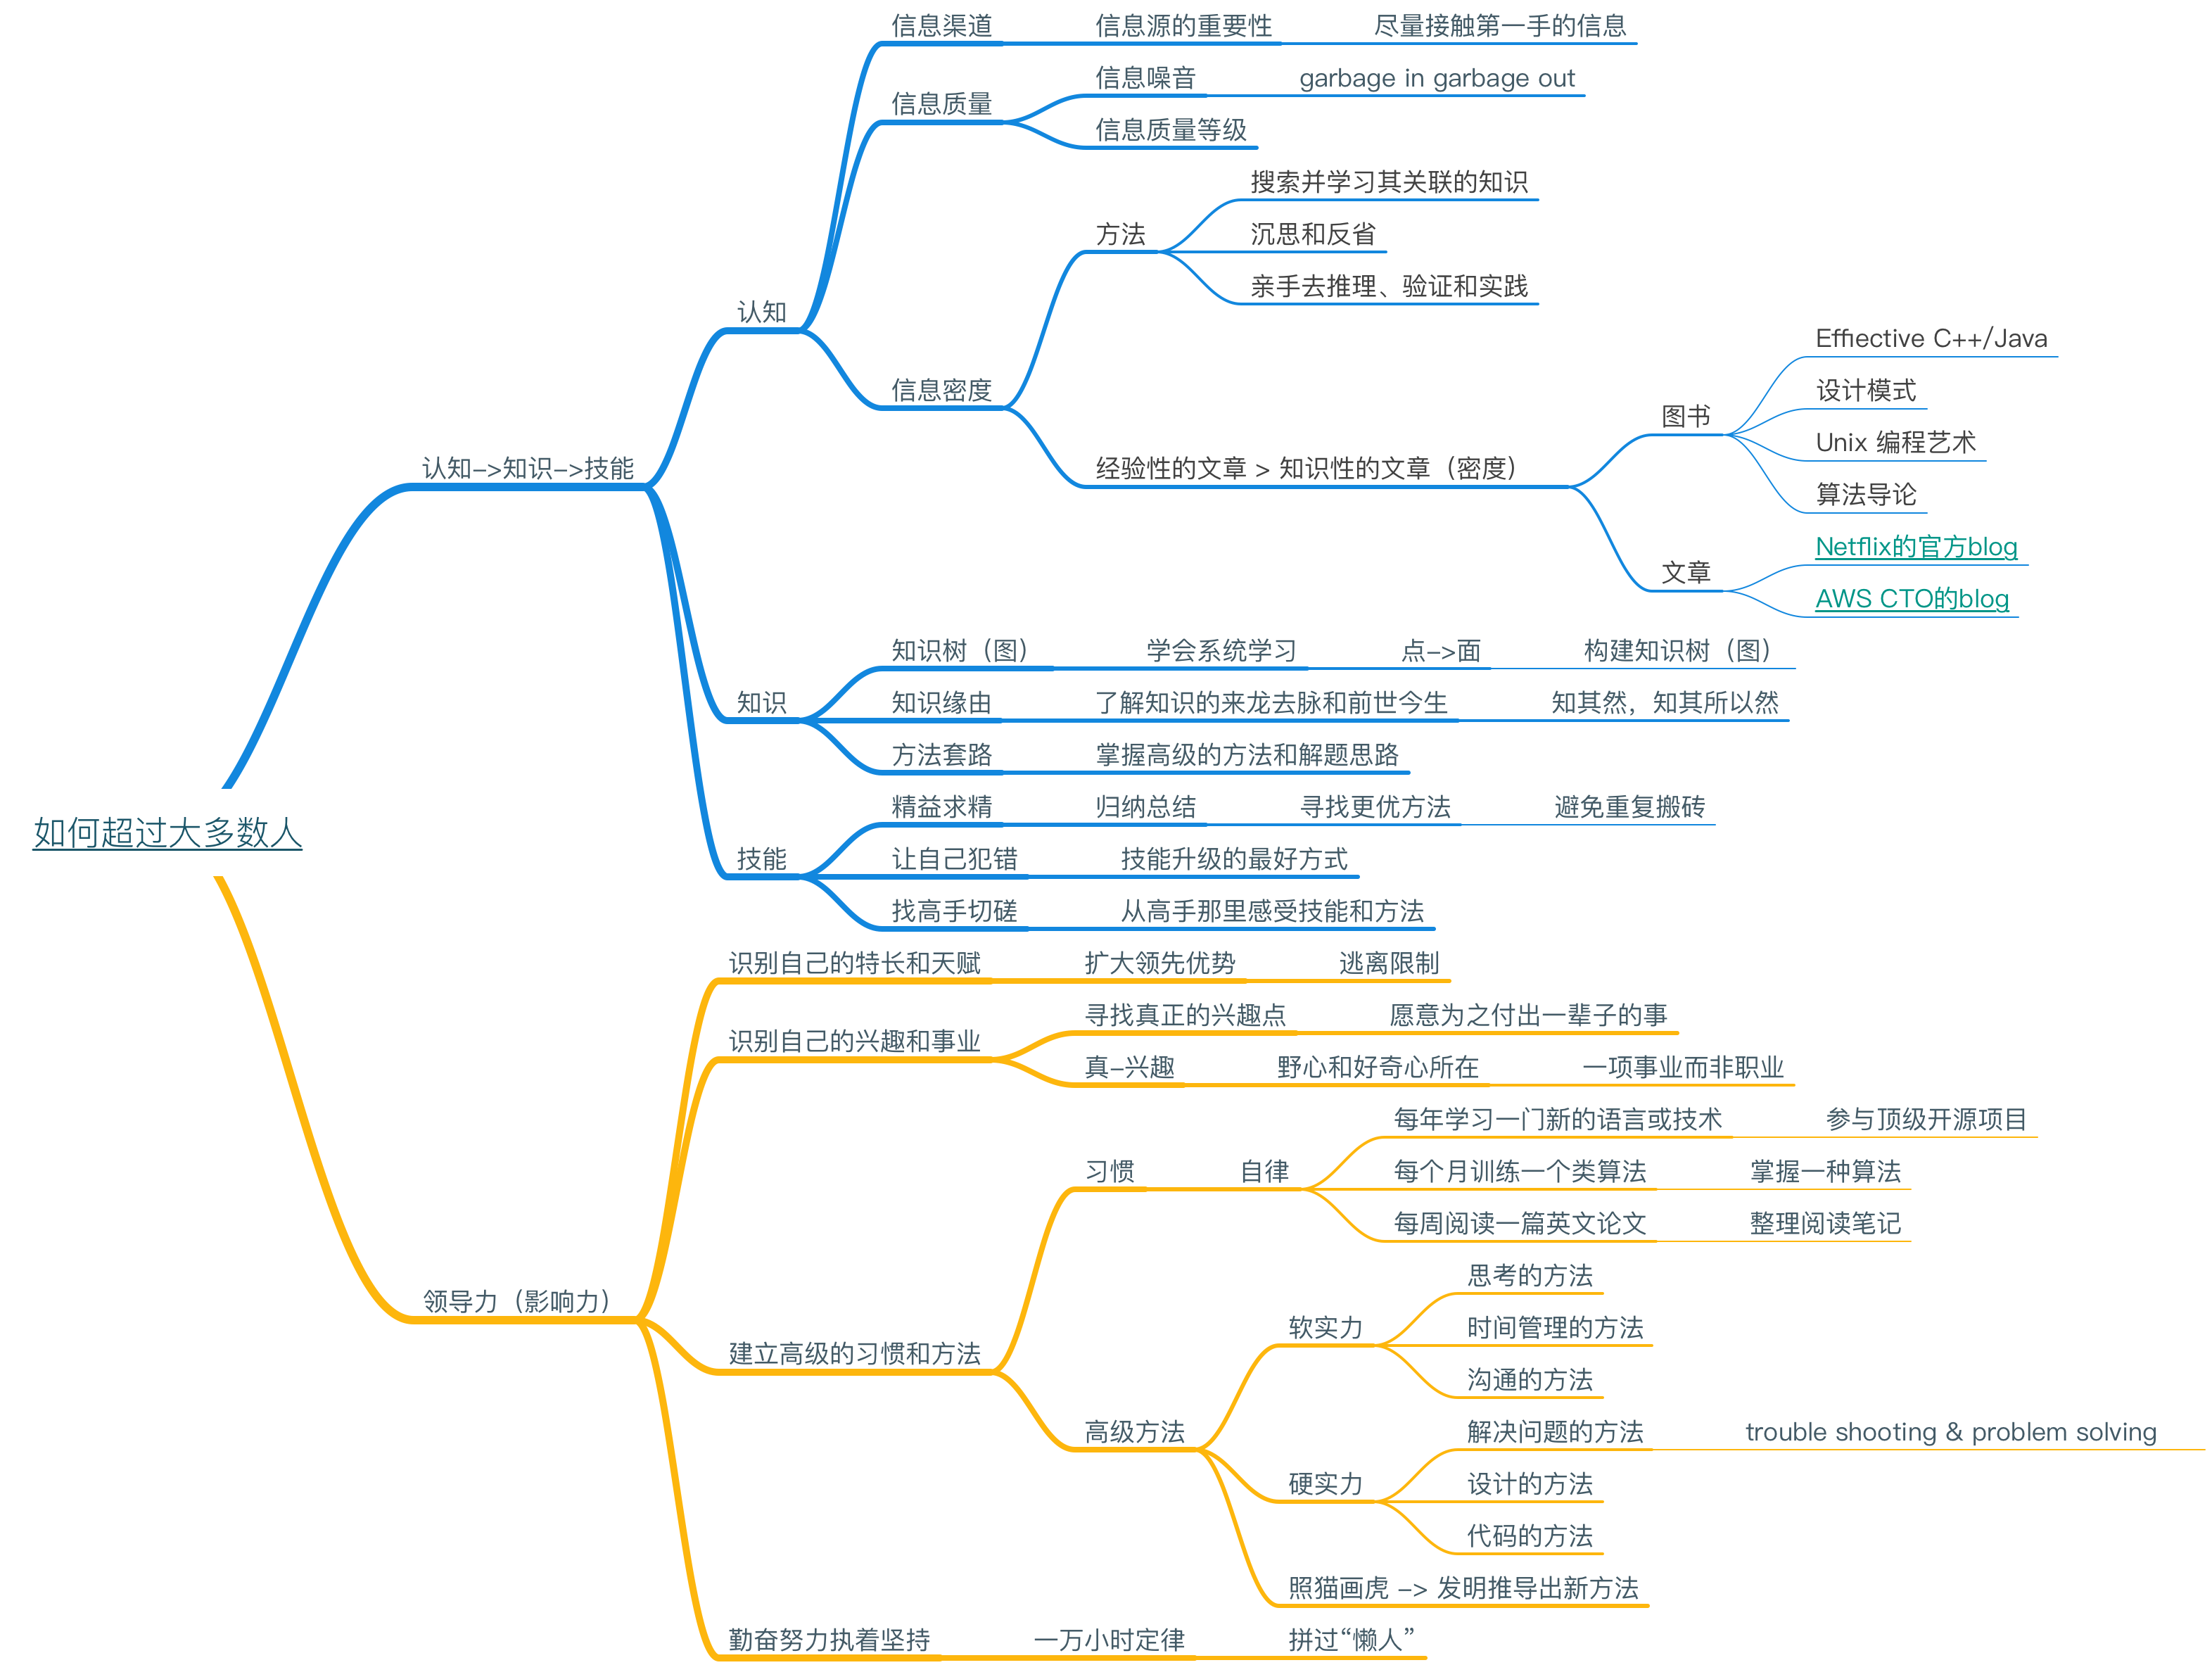 如何超过大多数人
认知->知识->技能
认知
信息渠道
信息源的重要性
尽量接触第一手的信息
信息质量
信息噪音
garbage in garbage out
信息质量等级
信息密度
方法
搜索并学习其关联的知识
沉思和反省
亲手去推理、验证和实践
经验性的文章 > 知识性的文章（密度）
图书
Effiective C++/Java
设计模式
Unix 编程艺术
算法导论
文章
Netflix的官方blog
AWS CTO的blog
知识
知识树（图）
学会系统学习
点->面
构建知识树（图）
知识缘由
了解知识的来龙去脉和前世今生
知其然，知其所以然
方法套路
掌握高级的方法和解题思路
技能
精益求精
归纳总结
寻找更优方法
避免重复搬砖
让自己犯错
技能升级的最好方式
找高手切磋
从高手那里感受技能和方法
领导力（影响力）
识别自己的特长和天赋
扩大领先优势
逃离限制
识别自己的兴趣和事业
寻找真正的兴趣点
愿意为之付出一辈子的事
真-兴趣
野心和好奇心所在
一项事业而非职业
建立高级的习惯和方法
习惯
自律
每年学习一门新的语言或技术
参与顶级开源项目
每个月训练一个类算法
掌握一种算法
每周阅读一篇英文论文
整理阅读笔记
高级方法
软实力
思考的方法
时间管理的方法
沟通的方法
硬实力
解决问题的方法
trouble shooting & problem solving
设计的方法
代码的方法
照猫画虎 -> 发明推导出新方法
勤奋努力执着坚持
一万小时定律
拼过“懒人”